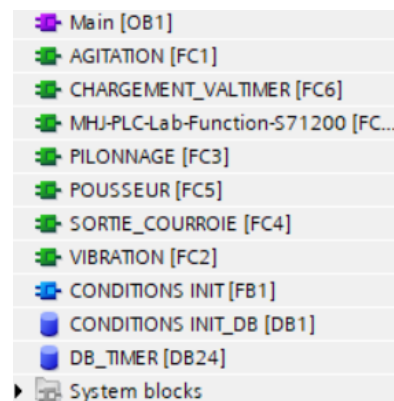 Main [OB1]
AGITATION [FC1]
CHARGEMENT_VALTIMER [FC6]
MHJ-PLC-Lab-Function-S71200 [FC...
PILONNAGE [FC3]
POUSSEUR [FC5]
SORTIE_COURROIE [FC4]
VIBRATION [FC2]
CONDITIONS INIT [FB1]
CONDITIONS INIT_DB [DB1]
DB_TIMER [DB24]
System blocks